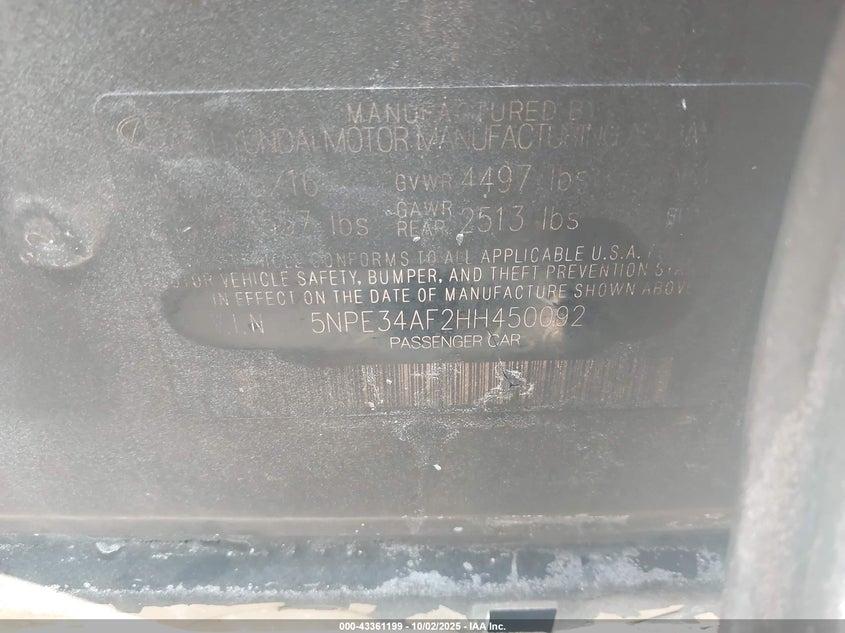 MANUFACTURED BY
HYUNDAI MOTOR MANUFACTURING
/16 GVWR 4497 lbs
lbs GAWR REAR 2513 lbs
VEHICLE CONFORMS TO ALL APPLICABLE U.S.A.
VEHICLE SAFETY, BUMPER, AND THEFT PREVENTION
IN EFFECT ON THE DATE OF MANUFACTURE SHOWN ABOVE
V.I.N 5NPE34AF2HH450092
PASSENGER CAR
000-43361199 - 10/02/2025 - IAA Inc.